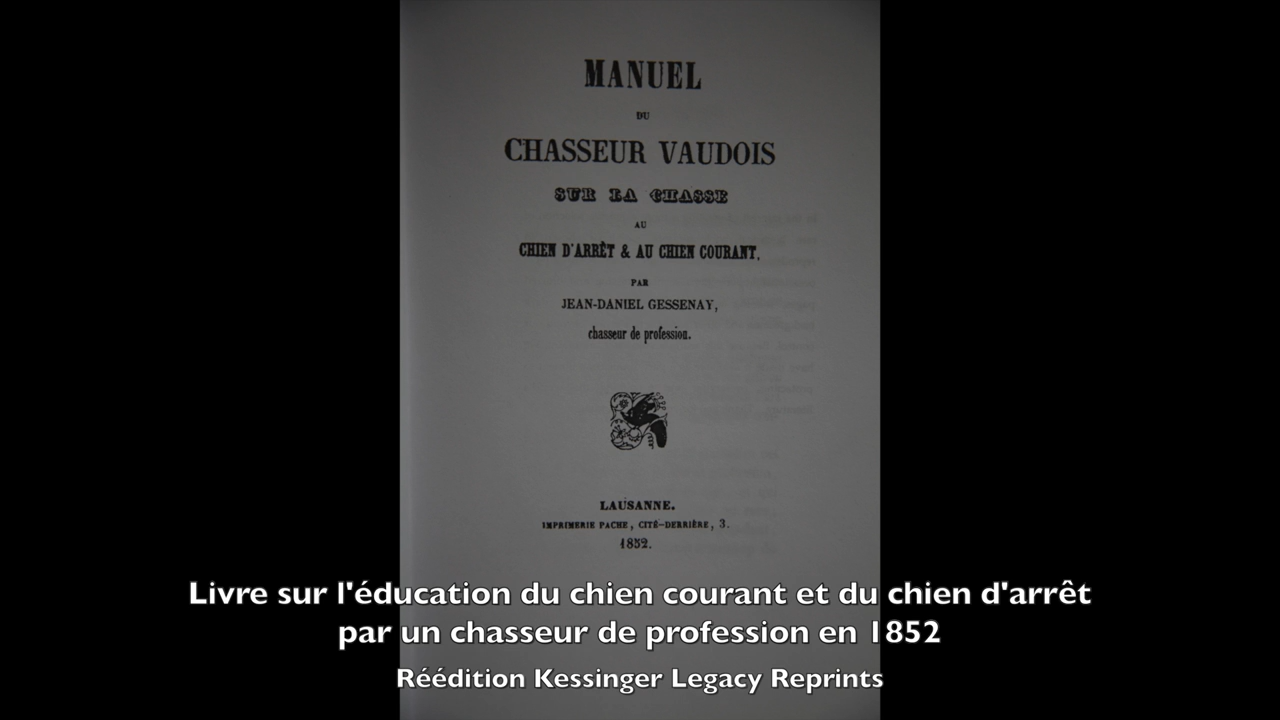 MANUEL
DU
CHASSEUR VAUDOIS
SUR LA CHASSE
AU
CHIEN D'ARRÊT & AU CHIEN COURANT,
PAR
JEAN-DANIEL GESSENAY,
chasseur de profession.
LAUSANNE.
IMPRIMERIE PACHE, CITÉ-DERRIÈRE, 3.
1852.
Livre sur l'éducation du chien courant et du chien d'arrêt
par un chasseur de profession en 1852
Réédition Kessinger Legacy Reprints